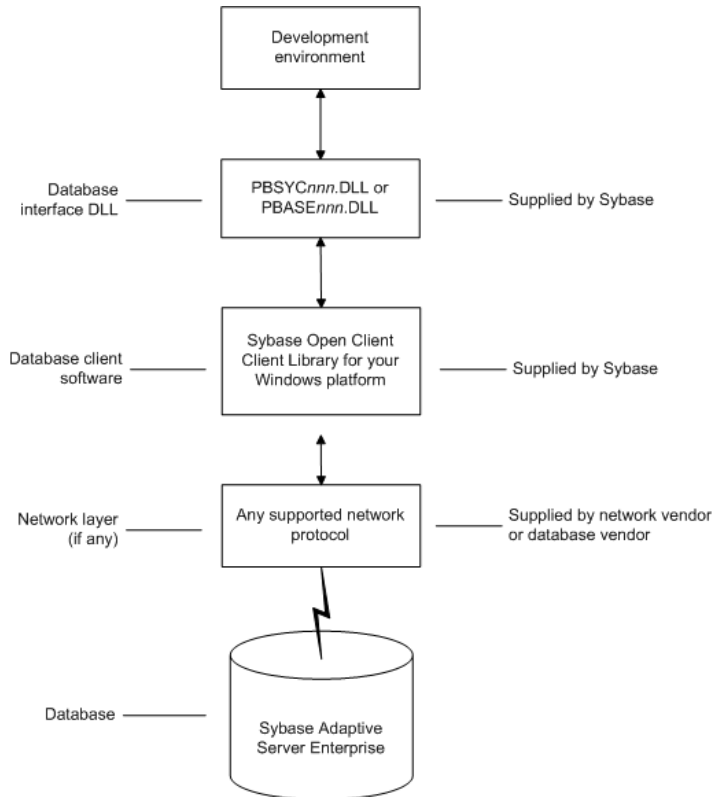 Development
environment
Database
interface DLL
PBSYCnnn.DLL or
PBASEnnn.DLL
Supplied by Sybase
Database client
software
Sybase Open Client
Client Library for your
Windows platform
Supplied by Sybase
Network layer
(if any)
Any supported network
protocol
Supplied by network vendor
or database vendor
Database
Sybase Adaptive
Server Enterprise